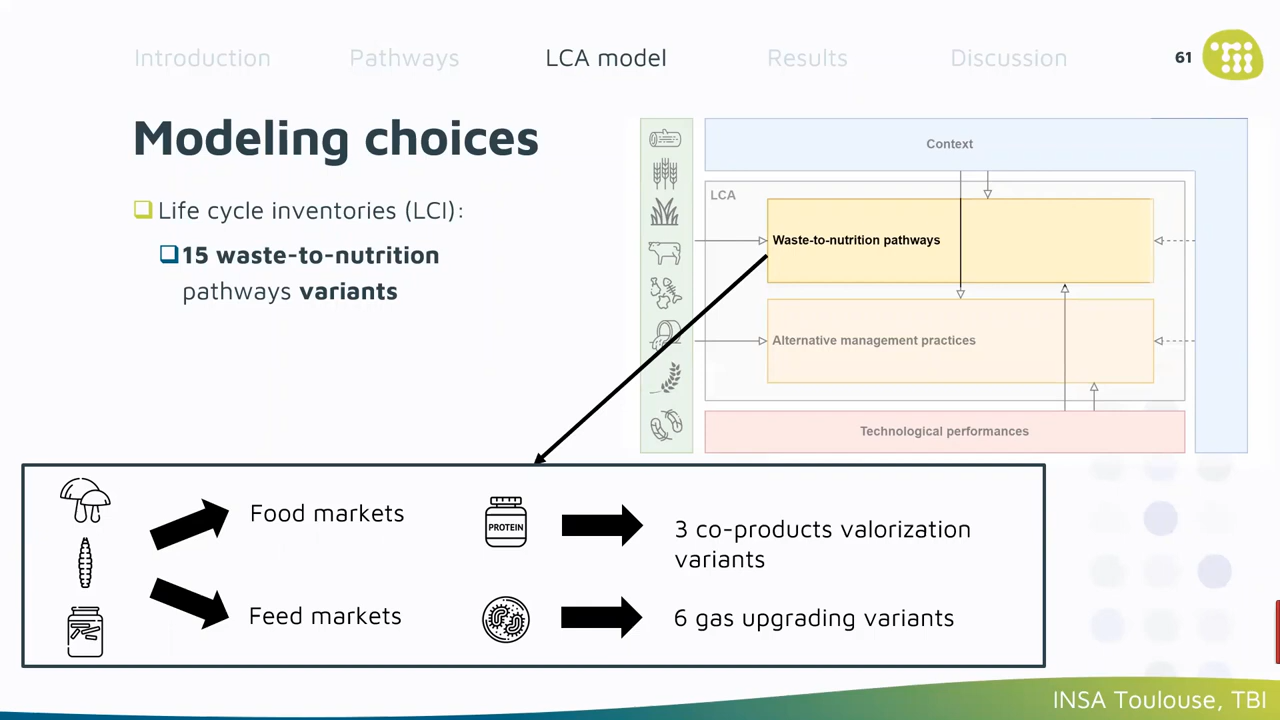 Introduction
Pathways
LCA model
Results
Discussion
61
Modeling choices
Life cycle inventories (LCI):
15 waste-to-nutrition
pathways variants
Context
LCA
Waste-to-nutrition pathways
Alternative management practices
Technological performances
Food markets
Feed markets
PROTEIN
3 co-products valorization
variants
6 gas upgrading variants
INSA Toulouse, TBI